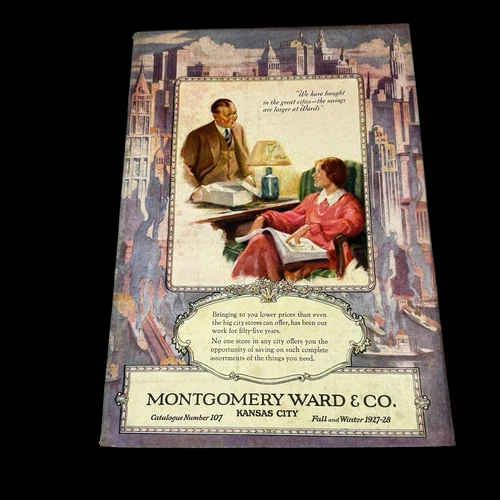 "We have bought
in the great cities—the savings
are larger at Wards"
Bringing to you lower prices than even
the big city stores can offer, has been our
work for fifty-five years.
No one store in any city offers you the
opportunity of saving on such complete
assortments of the things you need.
MONTGOMERY WARD & CO.
KANSAS CITY
Catalogue Number 107 Fall and Winter 1927-28